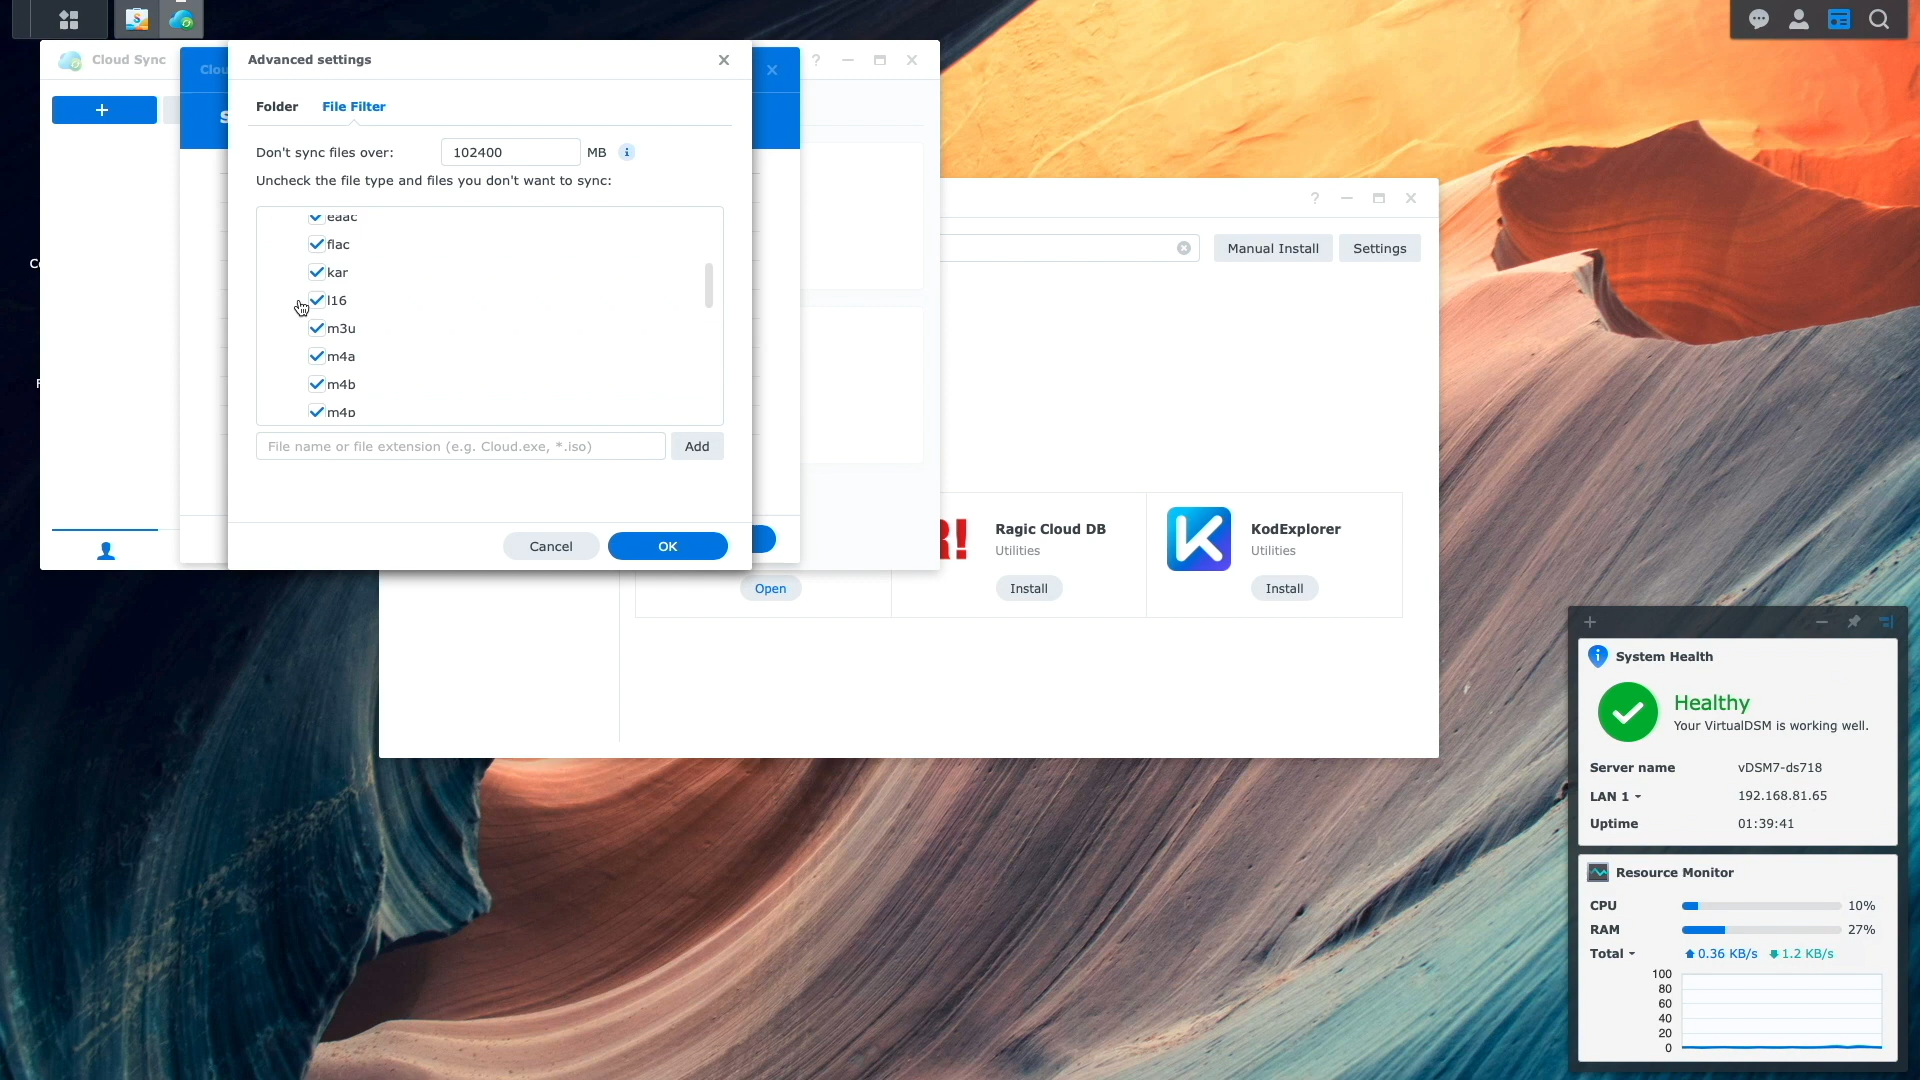 Cloud Sync
Advanced settings
Folder
File Filter
Don't sync files over:
102400
MB
Uncheck the file type and files you don't want to sync:
eaac
flac
kar
l16
m3u
m4a
m4b
m4p
File name or file extension (e.g. Cloud.exe, *.iso)
Add
Cancel
OK
Manual Install
Settings
Open
Ragic Cloud DB
Utilities
Install
KodExplorer
Utilities
Install
System Health
Healthy
Your VirtualDSM is working well.
Server name vDSM7-ds718
LAN 1 192.168.81.65
Uptime 01:39:41
Resource Monitor
CPU 10%
RAM 27%
Total 0.36 KB/s 1.2 KB/s
100
80
60
40
20
0